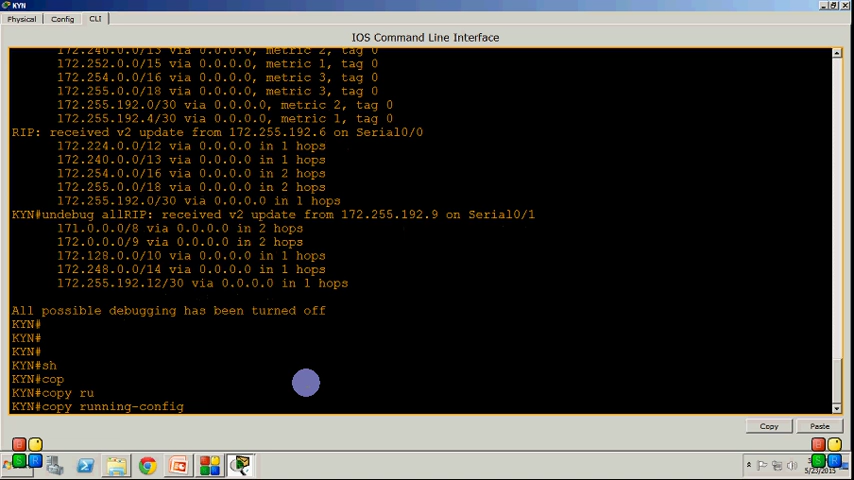 KYN
Physical Config CLI
IOS Command Line Interface
172.240.0.0/13 via 0.0.0.0, metric 2, tag 0
172.252.0.0/15 via 0.0.0.0, metric 1, tag 0
172.254.0.0/16 via 0.0.0.0, metric 3, tag 0
172.255.0.0/18 via 0.0.0.0, metric 3, tag 0
172.255.192.0/30 via 0.0.0.0, metric 2, tag 0
172.255.192.4/30 via 0.0.0.0, metric 1, tag 0
RIP: received v2 update from 172.255.192.6 on Serial0/0
172.224.0.0/12 via 0.0.0.0 in 1 hops
172.240.0.0/13 via 0.0.0.0 in 1 hops
172.254.0.0/16 via 0.0.0.0 in 2 hops
172.255.0.0/18 via 0.0.0.0 in 2 hops
172.255.192.0/30 via 0.0.0.0 in 1 hops
KYN#undebug allRIP: received v2 update from 172.255.192.9 on Serial0/1
171.0.0.0/8 via 0.0.0.0 in 2 hops
172.0.0.0/9 via 0.0.0.0 in 2 hops
172.128.0.0/10 via 0.0.0.0 in 1 hops
172.248.0.0/14 via 0.0.0.0 in 1 hops
172.255.192.12/30 via 0.0.0.0 in 1 hops
All possible debugging has been turned off
KYN#
KYN#
KYN#
KYN#sh
KYN#cop
KYN#copy ru
KYN#copy running-config
Copy Paste
5/23/2015